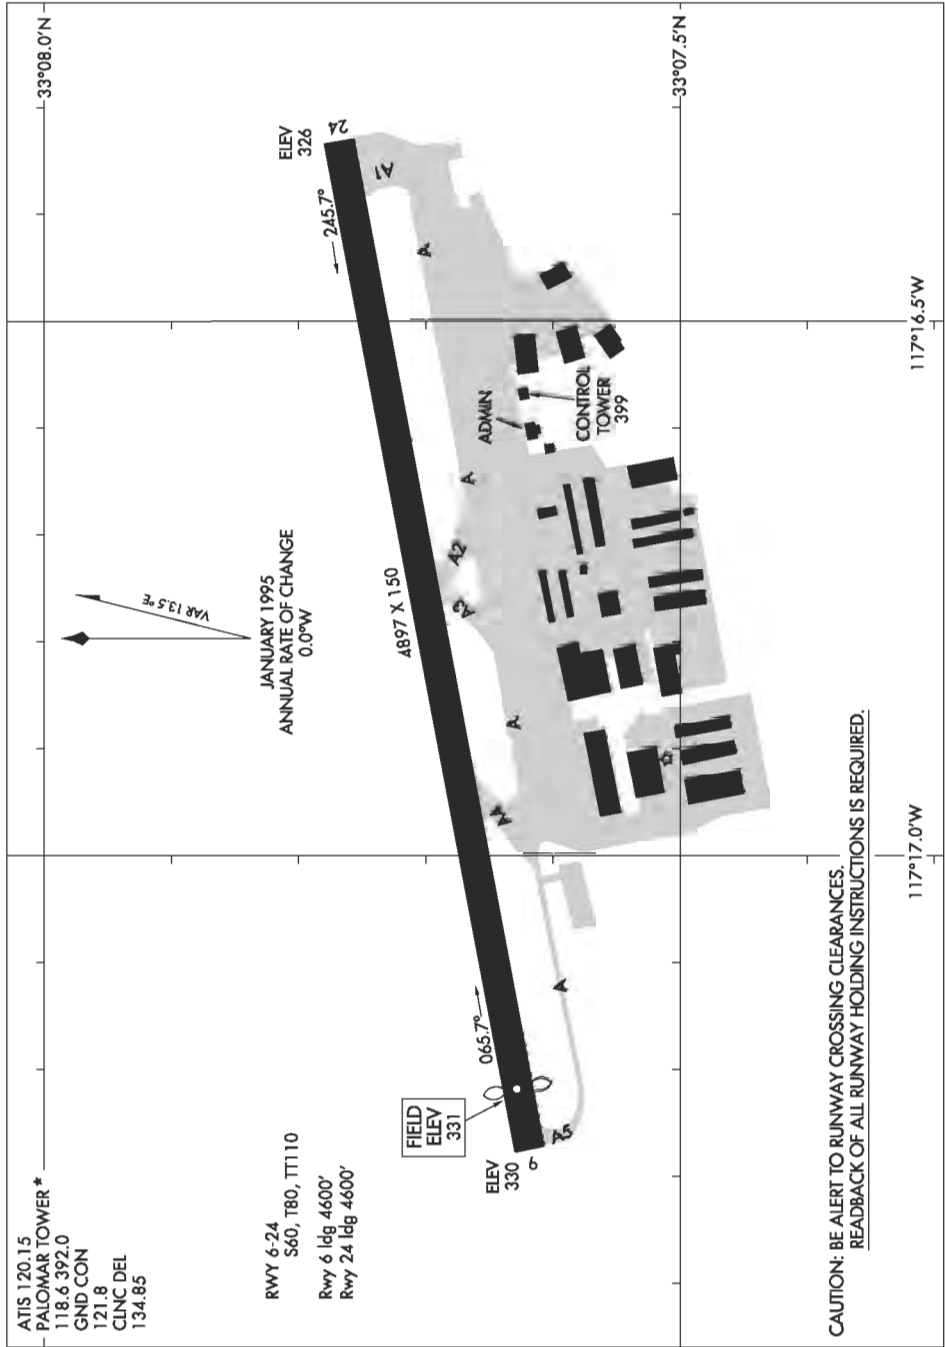 ATIS 120.15
PALOMAR TOWER*
118.6 392.0
GND CON
121.8
CLNC DEL
134.85
RWY 6-24
S60, T80, TT110
Rwy 6 ldg 4600'
Rwy 24 ldg 4600'
VAR 13.5°E
JANUARY 1995
ANNUAL RATE OF CHANGE
0.0°W
33°08.0'N
33°07.5'N
117°16.5'W
117°17.0'W
ELEV
326
24
245.7°
4897 X 150
065.7°
FIELD
ELEV
331
ELEV
330
6
A1
A
A
A2
A3
A
A4
A
A5
ADMIN
CONTROL
TOWER
399
CAUTION: BE ALERT TO RUNWAY CROSSING CLEARANCES.
READBACK OF ALL RUNWAY HOLDING INSTRUCTIONS IS REQUIRED.